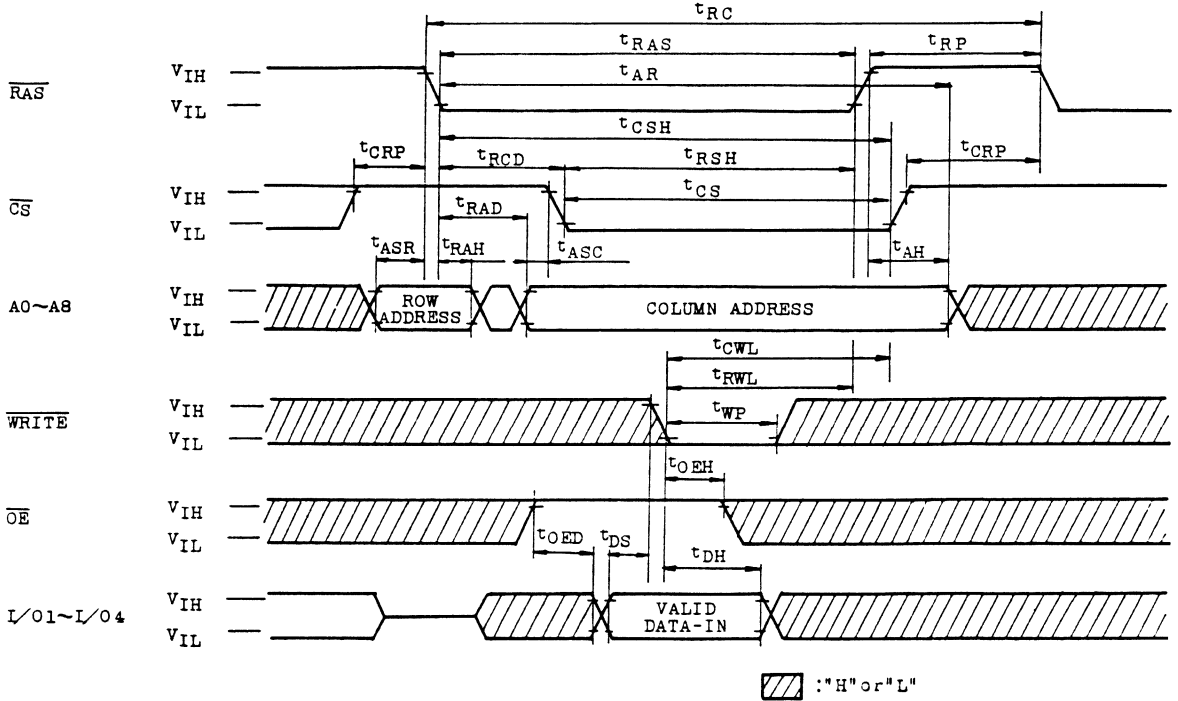 tRC
tRAS
tRP
RAS
VIH
VIL
tAR
tCSH
tCRP
tRCD
tRSH
tCRP
CS
VIH
VIL
tCS
tRAD
tASR
tRAH
tASC
tAH
A0~A8
VIH
VIL
ROW
ADDRESS
COLUMN ADDRESS
tCWL
tRWL
WRITE
VIH
VIL
tWP
tOEH
OE
VIH
VIL
tOED
tDS
tDH
I/O1~I/O4
VIH
VIL
VALID
DATA-IN
:"H"or"L"